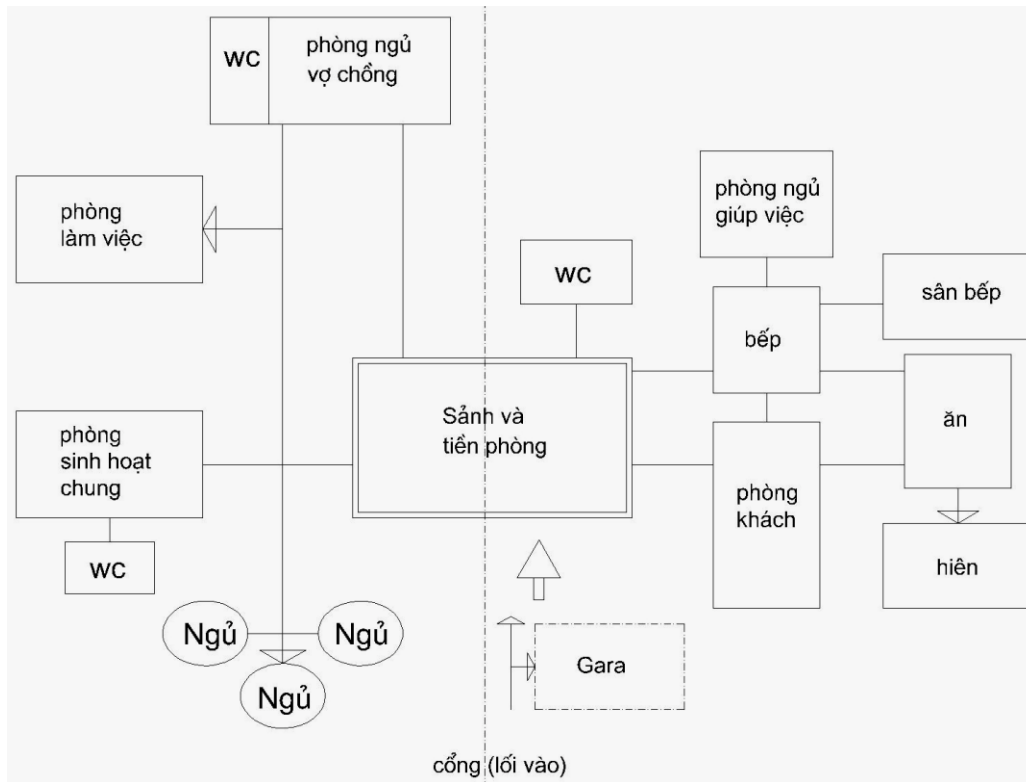 WC
phòng ngủ
vợ chồng
phòng
làm việc
phòng ngủ
giúp việc
WC
sân bếp
bếp
Sảnh và
tiền phòng
ăn
phòng
sinh hoạt
chung
phòng
khách
WC
hiên
Ngủ
Ngủ
Ngủ
Gara
cổng (lối vào)